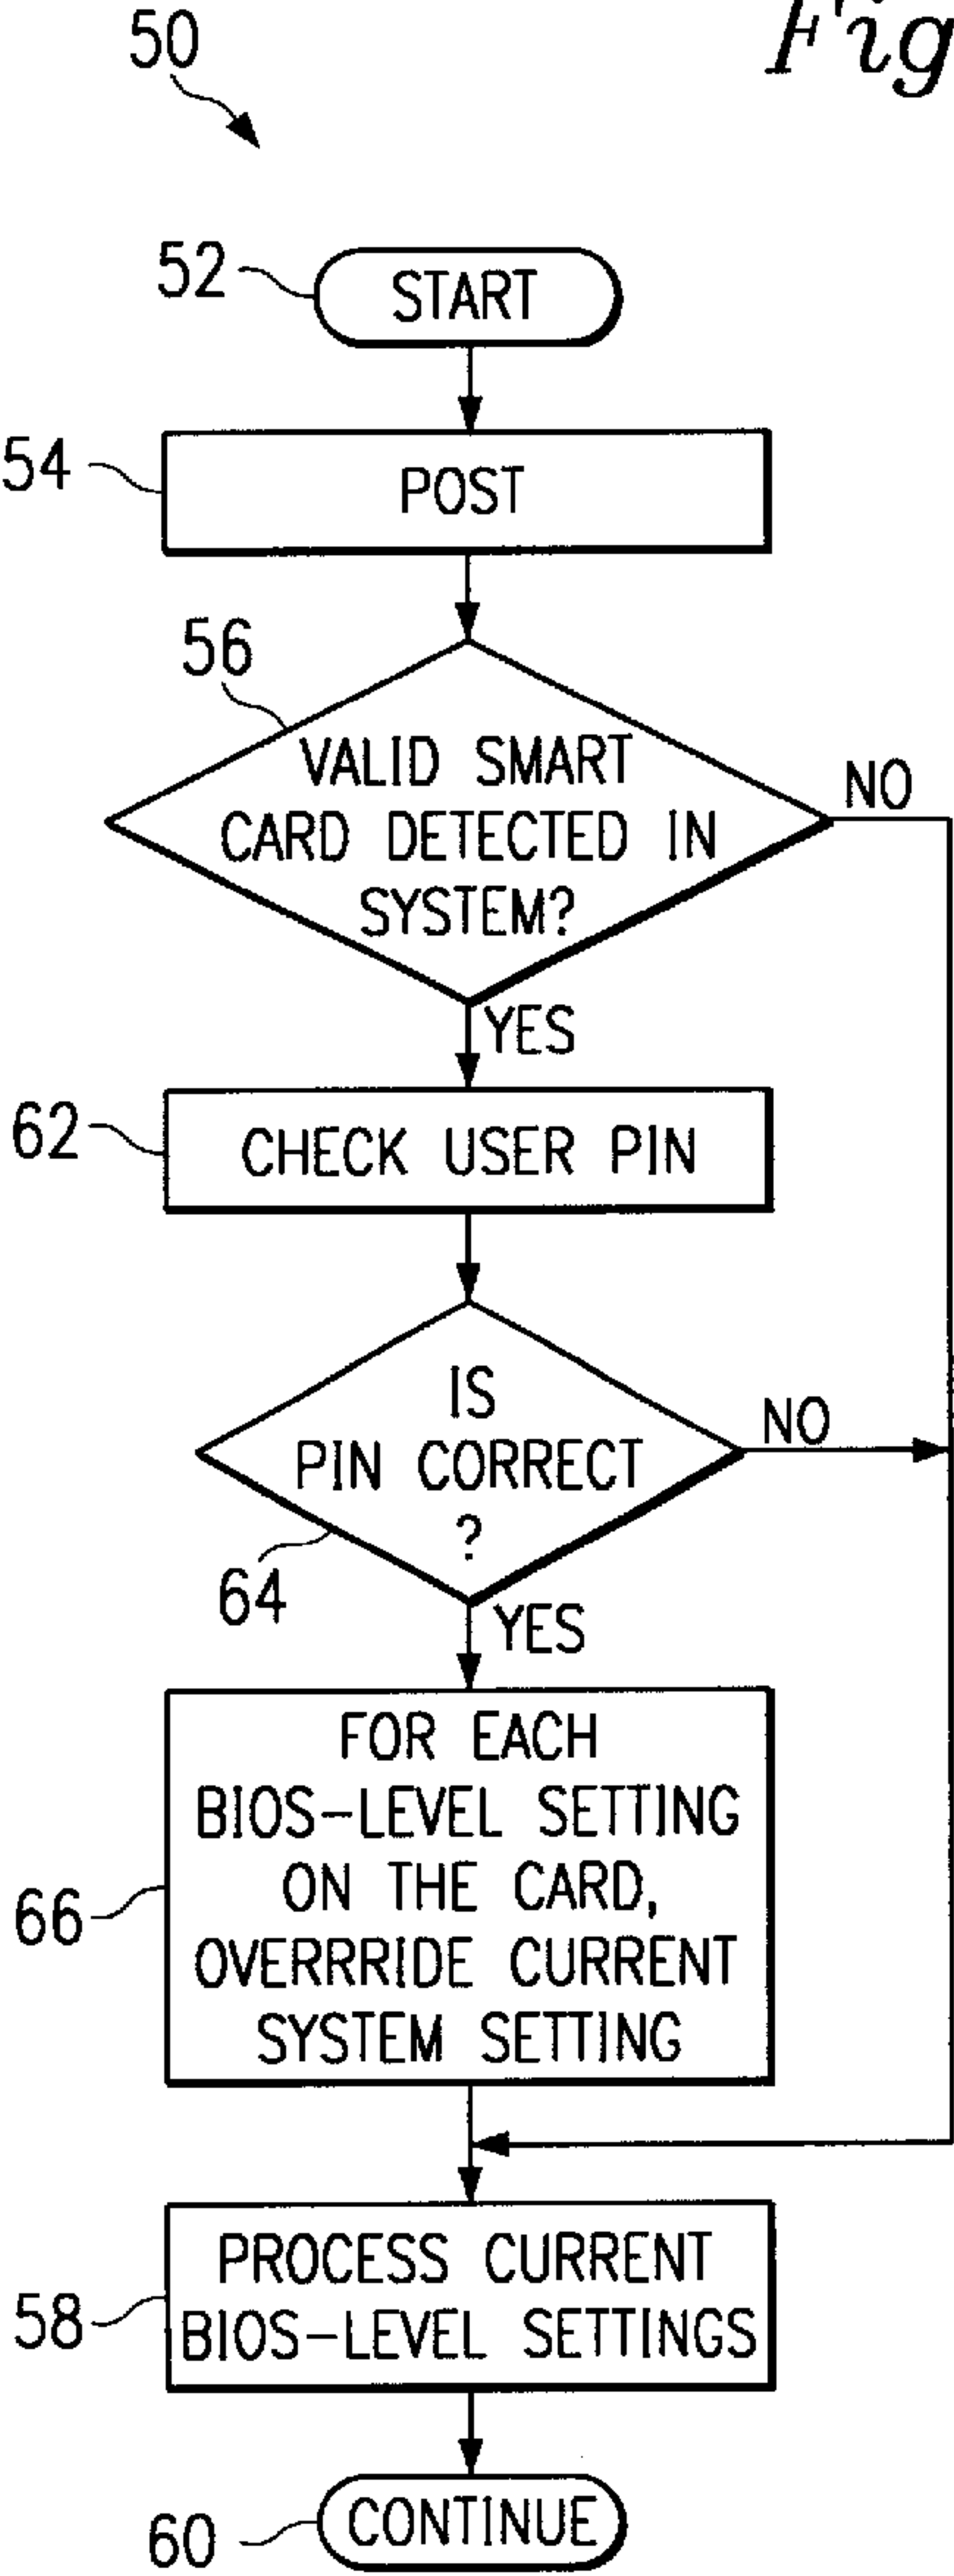 50
Fig
52
START
54
POST
56
VALID SMART
CARD DETECTED IN
SYSTEM?
NO
YES
62
CHECK USER PIN
IS
PIN CORRECT
?
NO
64
YES
FOR EACH
BIOS-LEVEL SETTING
ON THE CARD,
OVERRRIDE CURRENT
SYSTEM SETTING
66
PROCESS CURRENT
BIOS-LEVEL SETTINGS
58
CONTINUE
60